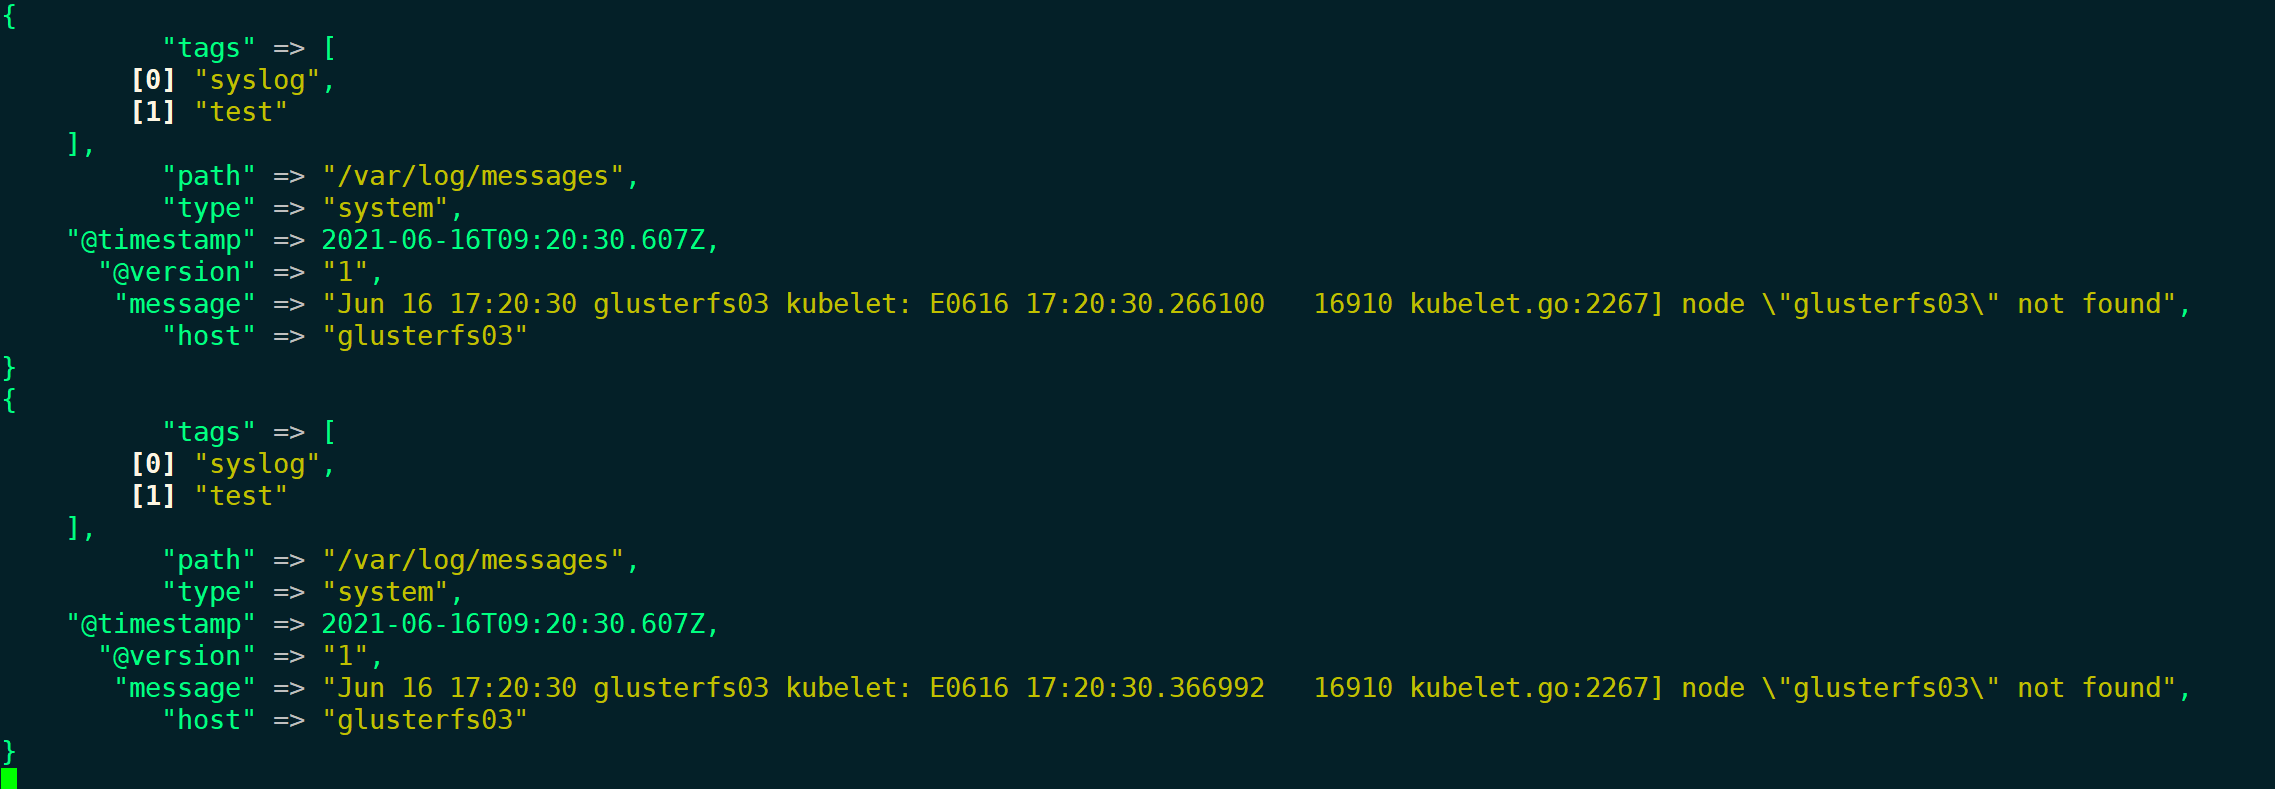 {
          "tags" => [
        [0] "syslog",
        [1] "test"
    ],
          "path" => "/var/log/messages",
          "type" => "system",
    "@timestamp" => 2021-06-16T09:20:30.607Z,
      "@version" => "1",
       "message" => "Jun 16 17:20:30 glusterfs03 kubelet: E0616 17:20:30.266100   16910 kubelet.go:2267] node \"glusterfs03\" not found",
          "host" => "glusterfs03"
}
{
          "tags" => [
        [0] "syslog",
        [1] "test"
    ],
          "path" => "/var/log/messages",
          "type" => "system",
    "@timestamp" => 2021-06-16T09:20:30.607Z,
      "@version" => "1",
       "message" => "Jun 16 17:20:30 glusterfs03 kubelet: E0616 17:20:30.366992   16910 kubelet.go:2267] node \"glusterfs03\" not found",
          "host" => "glusterfs03"
}